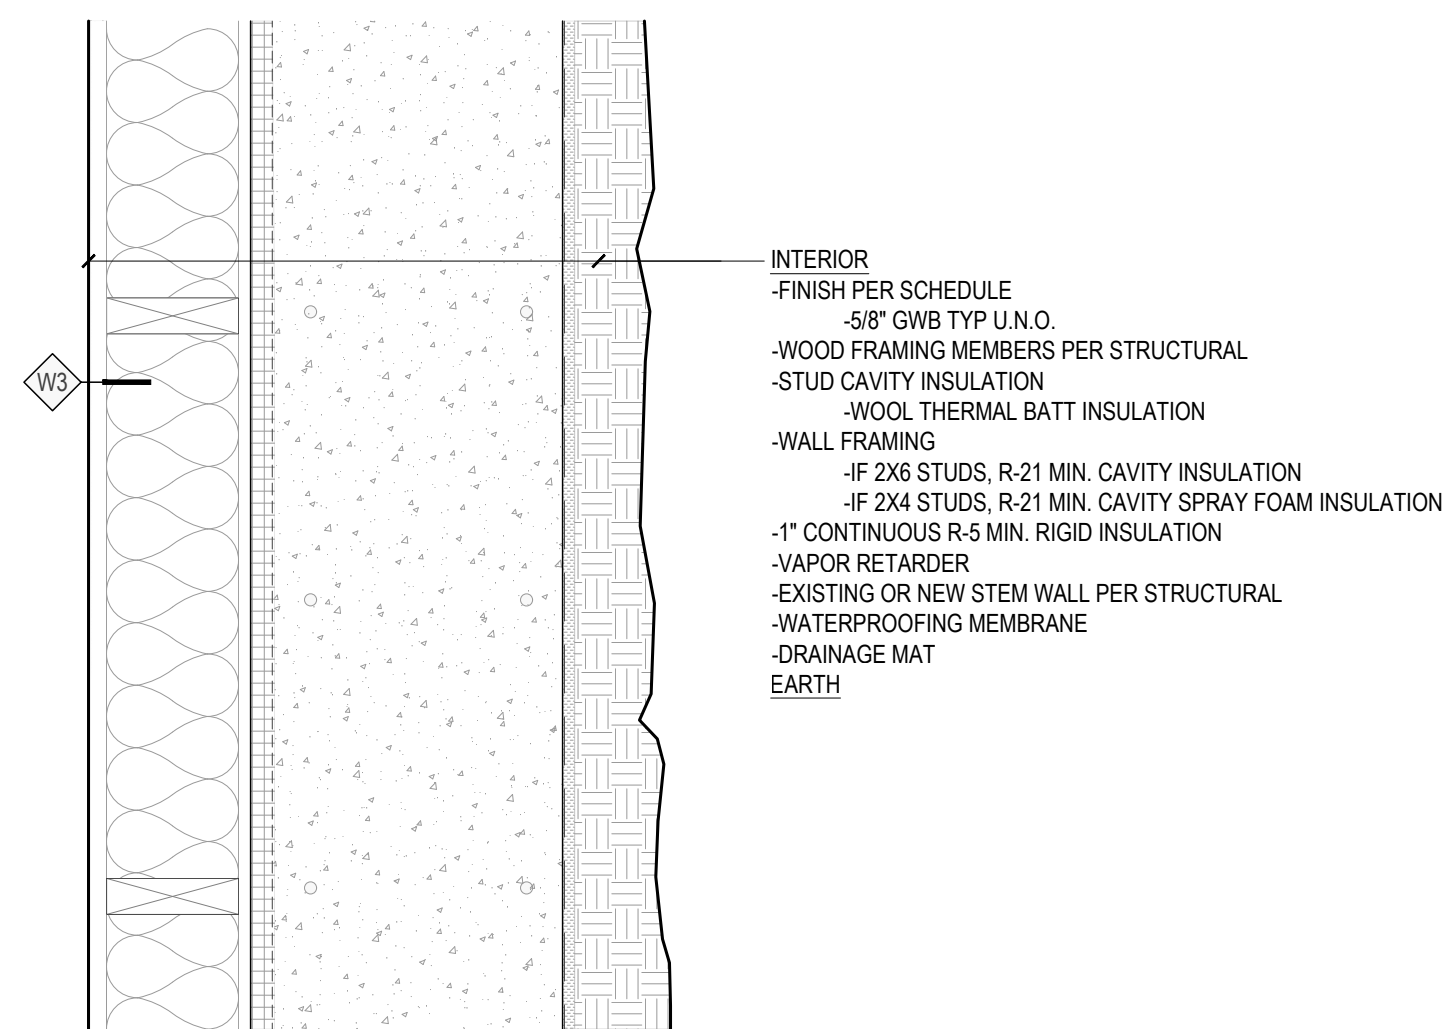 INTERIOR
-FINISH PER SCHEDULE
-5/8" GWB TYP U.N.O.
-WOOD FRAMING MEMBERS PER STRUCTURAL
-STUD CAVITY INSULATION
-WOOL THERMAL BATT INSULATION
-WALL FRAMING
-IF 2X6 STUDS, R-21 MIN. CAVITY INSULATION
-IF 2X4 STUDS, R-21 MIN. CAVITY SPRAY FOAM INSULATION
-1" CONTINUOUS R-5 MIN. RIGID INSULATION
-VAPOR RETARDER
-EXISTING OR NEW STEM WALL PER STRUCTURAL
-WATERPROOFING MEMBRANE
-DRAINAGE MAT
EARTH
W3